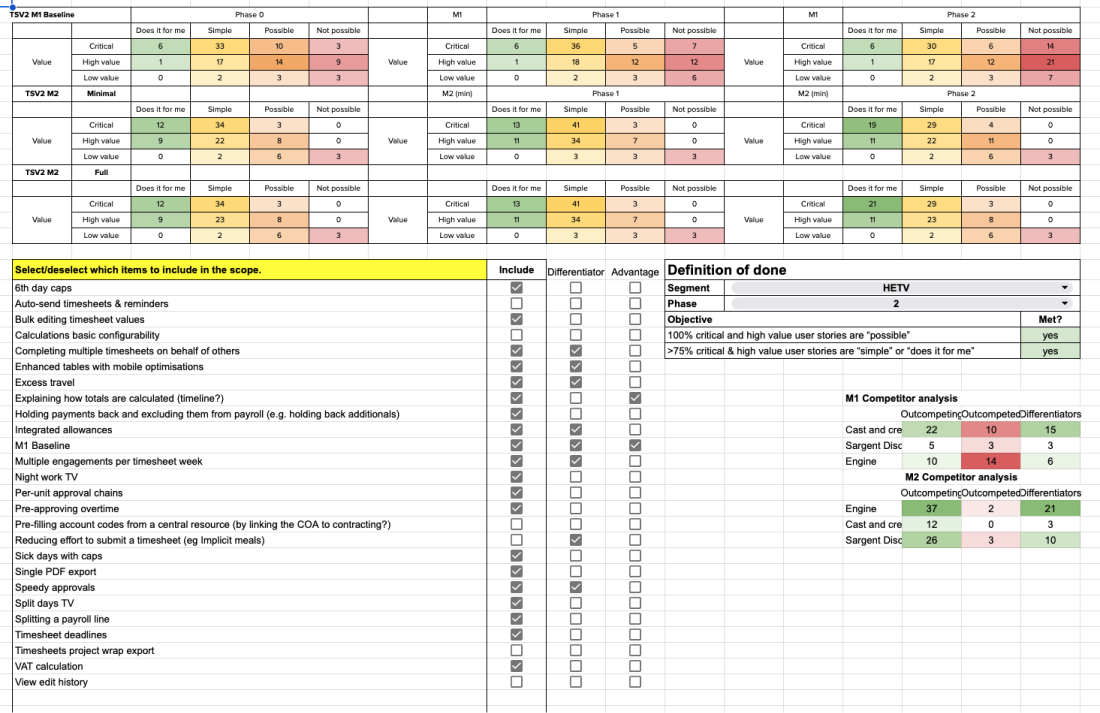 TSV2 M1 Baseline Phase 0 M1 Phase 1 M1 Phase 2
Does it for me Simple Possible Not possible Does it for me Simple Possible Not possible Does it for me Simple Possible Not possible
Critical 6 33 10 3 Critical 6 36 5 7 Critical 6 30 6 14
Value High value 1 17 14 9 Value High value 1 18 12 12 Value High value 1 17 12 21
Low value 0 2 3 3 Low value 0 2 3 6 Low value 0 2 3 7
TSV2 M2 Minimal M2 (min) Phase 1 M2 (min) Phase 2
Does it for me Simple Possible Not possible Does it for me Simple Possible Not possible Does it for me Simple Possible Not possible
Critical 12 34 3 0 Critical 13 41 3 0 Critical 19 29 4 0
Value High value 9 22 8 0 Value High value 11 34 7 0 Value High value 11 22 11 0
Low value 0 2 6 3 Low value 0 3 3 3 Low value 0 2 6 3
TSV2 M2 Full
Does it for me Simple Possible Not possible Does it for me Simple Possible Not possible Does it for me Simple Possible Not possible
Critical 12 34 3 0 Critical 13 41 3 0 Critical 21 29 3 0
Value High value 9 23 8 0 Value High value 11 34 7 0 Value High value 11 23 8 0
Low value 0 2 6 3 Low value 0 3 3 3 Low value 0 2 6 3
Select/deselect which items to include in the scope. Include Differentiator Advantage
6th day caps
Auto-send timesheets & reminders
Bulk editing timesheet values
Calculations basic configurability
Completing multiple timesheets on behalf of others
Enhanced tables with mobile optimisations
Excess travel
Explaining how totals are calculated (timeline?)
Holding payments back and excluding them from payroll (e.g. holding back additionals)
Integrated allowances
M1 Baseline
Multiple engagements per timesheet week
Night work TV
Per-unit approval chains
Pre-approving overtime
Pre-filling account codes from a central resource (by linking the COA to contracting?)
Reducing effort to submit a timesheet (eg Implicit meals)
Sick days with caps
Single PDF export
Speedy approvals
Split days TV
Splitting a payroll line
Timesheet deadlines
Timesheets project wrap export
VAT calculation
View edit history
Definition of done
Segment HETV
Phase 2
Objective Met?
100% critical and high value user stories are “possible” yes
>75% critical & high value user stories are “simple” or “does it for me” yes
M1 Competitor analysis
Outcompeting Outcompeted Differentiators
Cast and cre 22 10 15
Sargent Disc 5 3 3
Engine 10 14 6
M2 Competitor analysis
Outcompeting Outcompeted Differentiators
Engine 37 2 21
Cast and cre 12 0 3
Sargent Disc 26 3 10